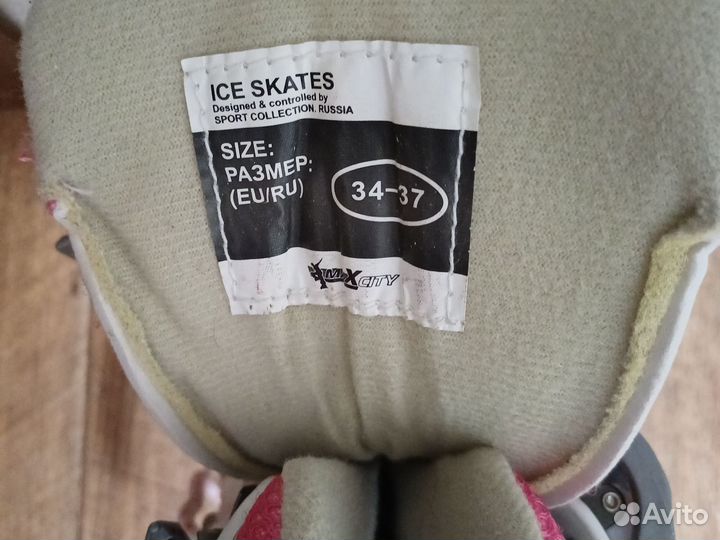 ICE SKATES
Designed & controlled by
SPORT COLLECTION. RUSSIA
SIZE:
РАЗМЕР:
(EU/RU)
34-37
MAXCITY
Avito